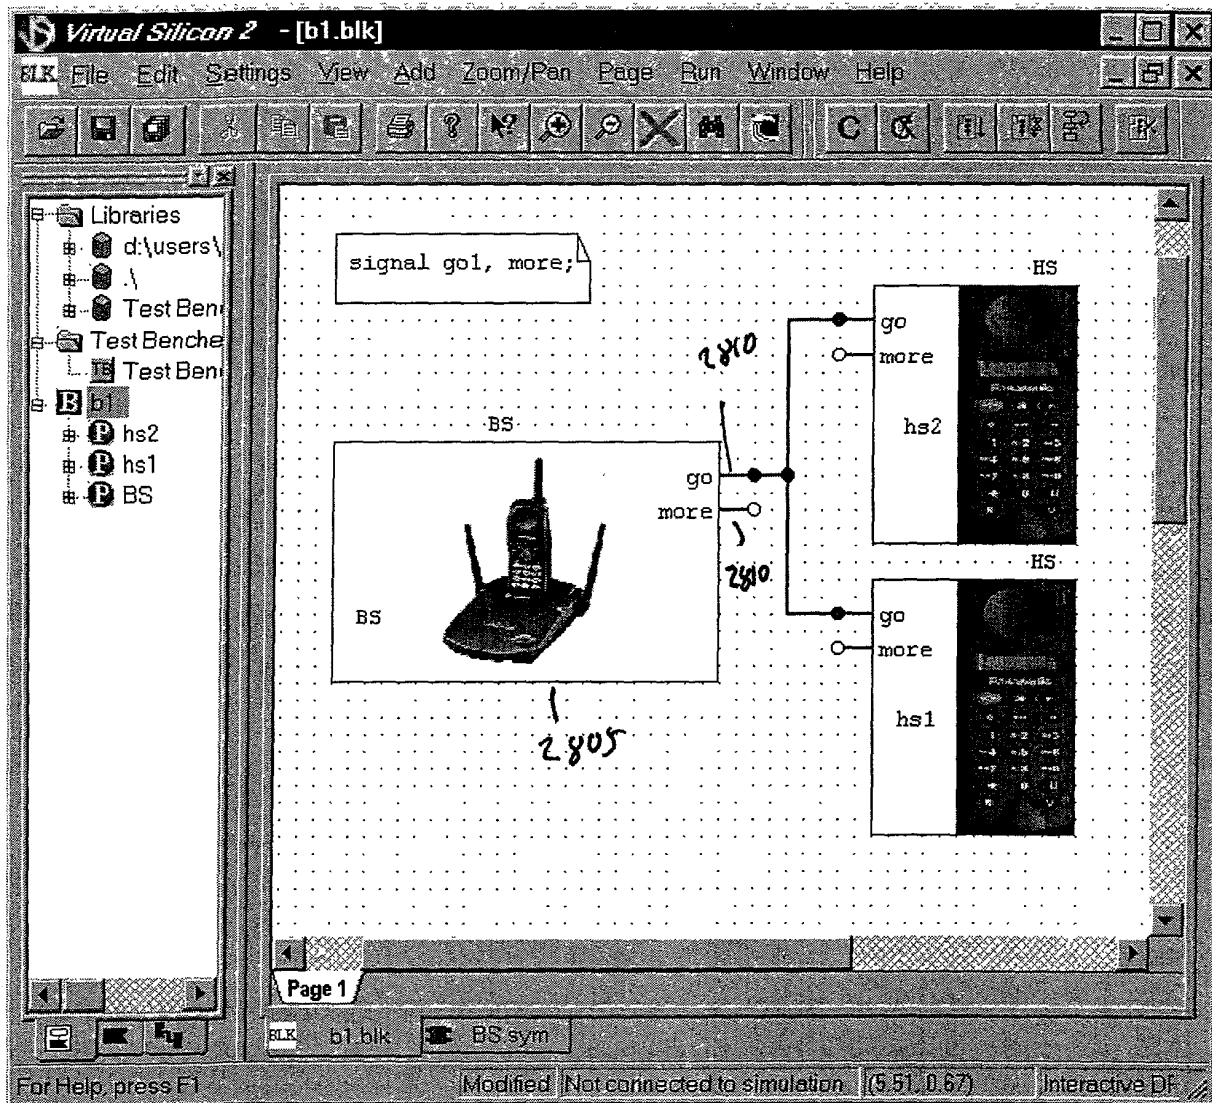 Virtual Silicon 2 - [b1.blk]
BLK File Edit Settings View Add Zoom/Pan Page Run Window Help
C
Libraries
d:\users\
.\
Test Ben
Test Benche
TB Test Ben
B b1
P hs2
P hs1
P BS
signal go1, more;
HS
go
more
hs2
2810
BS
go
more
2810
BS
2805
HS
go
more
hs1
Page 1
BLK b1.blk BS.sym
For Help, press F1 Modified Not connected to simulation (5.51, 0.67) Interactive DF